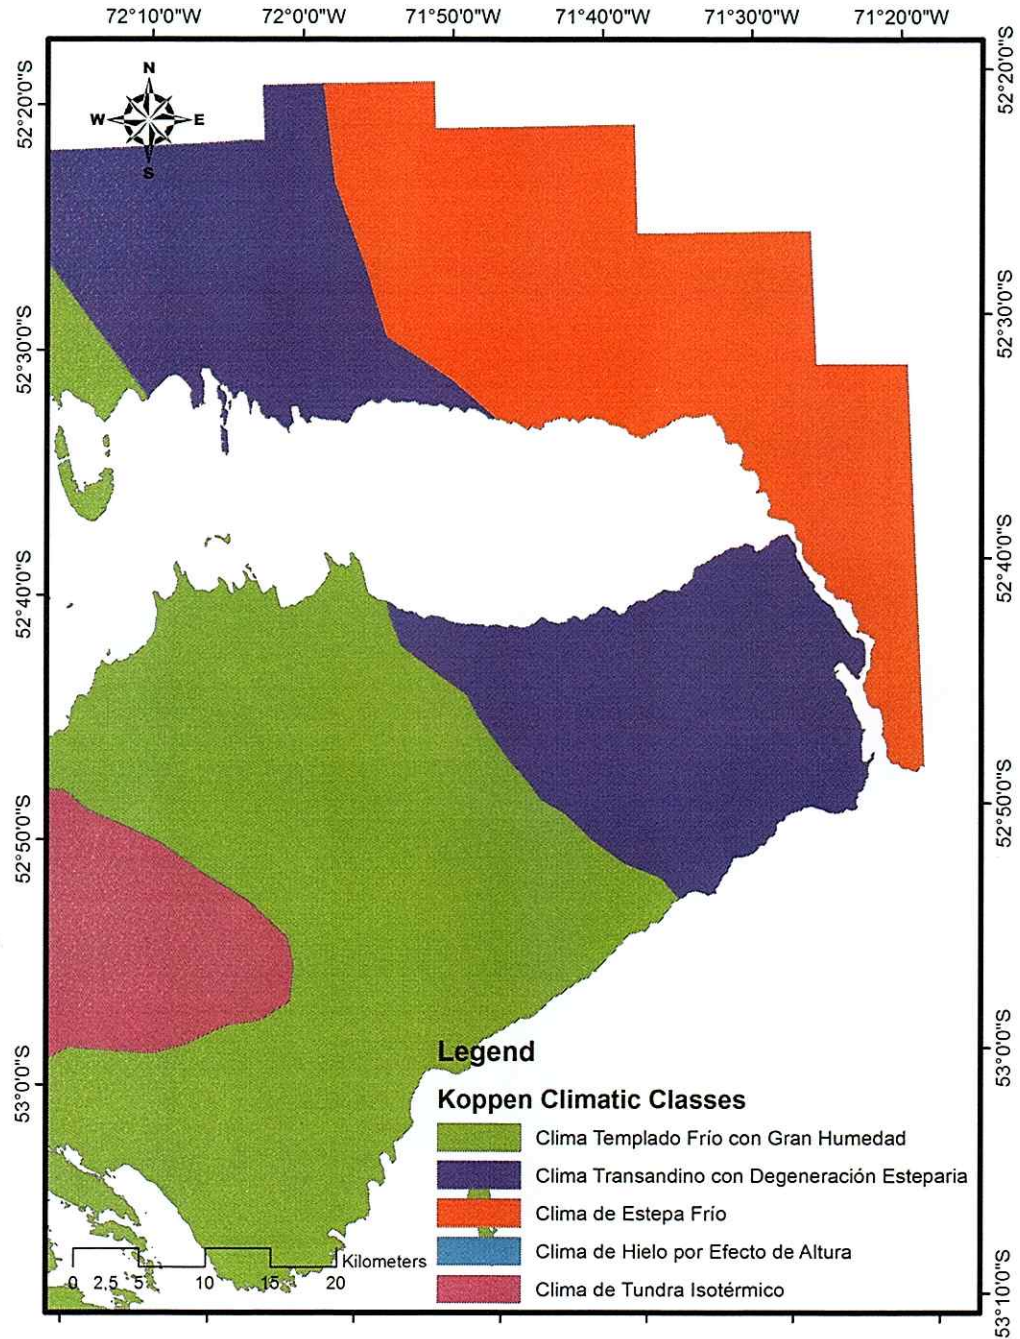 72°10'0"W 72°0'0"W 71°50'0"W 71°40'0"W 71°30'0"W 71°20'0"W
N
W E
S
52°20'0"S
52°30'0"S
52°40'0"S
52°50'0"S
53°0'0"S
52°20'0"S
52°30'0"S
52°40'0"S
52°50'0"S
53°0'0"S
53°10'0"S
Legend
Koppen Climatic Classes
Clima Templado Frío con Gran Humedad
Clima Transandino con Degeneración Esteparia
Clima de Estepa Frío
Clima de Hielo por Efecto de Altura
Clima de Tundra Isotérmico
Kilometers
0 2,5 5 10 15 20